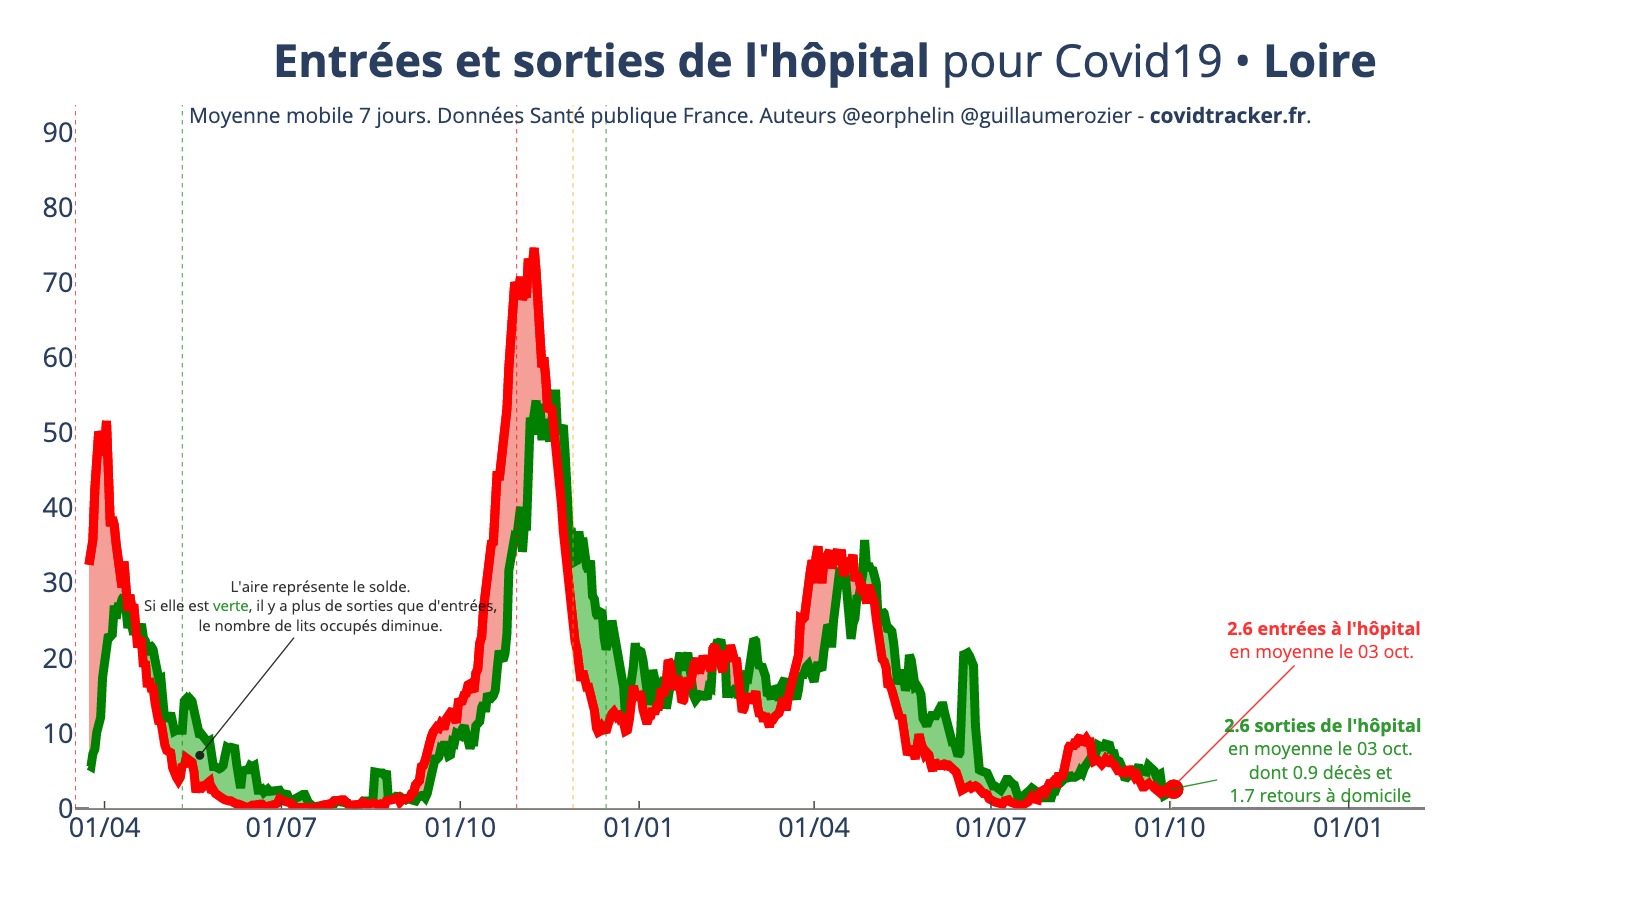 Entrées et sorties de l'hôpital pour Covid19 • Loire
Moyenne mobile 7 jours. Données Santé publique France. Auteurs @eorphelin @guillaumerozier - covidtracker.fr.
90
80
70
60
50
40
30
20
10
0
L'aire représente le solde.
Si elle est verte, il y a plus de sorties que d'entrées,
le nombre de lits occupés diminue.
2.6 entrées à l'hôpital
en moyenne le 03 oct.
2.6 sorties de l'hôpital
en moyenne le 03 oct.
dont 0.9 décès et
1.7 retours à domicile
01/04
01/07
01/10
01/01
01/04
01/07
01/10
01/01